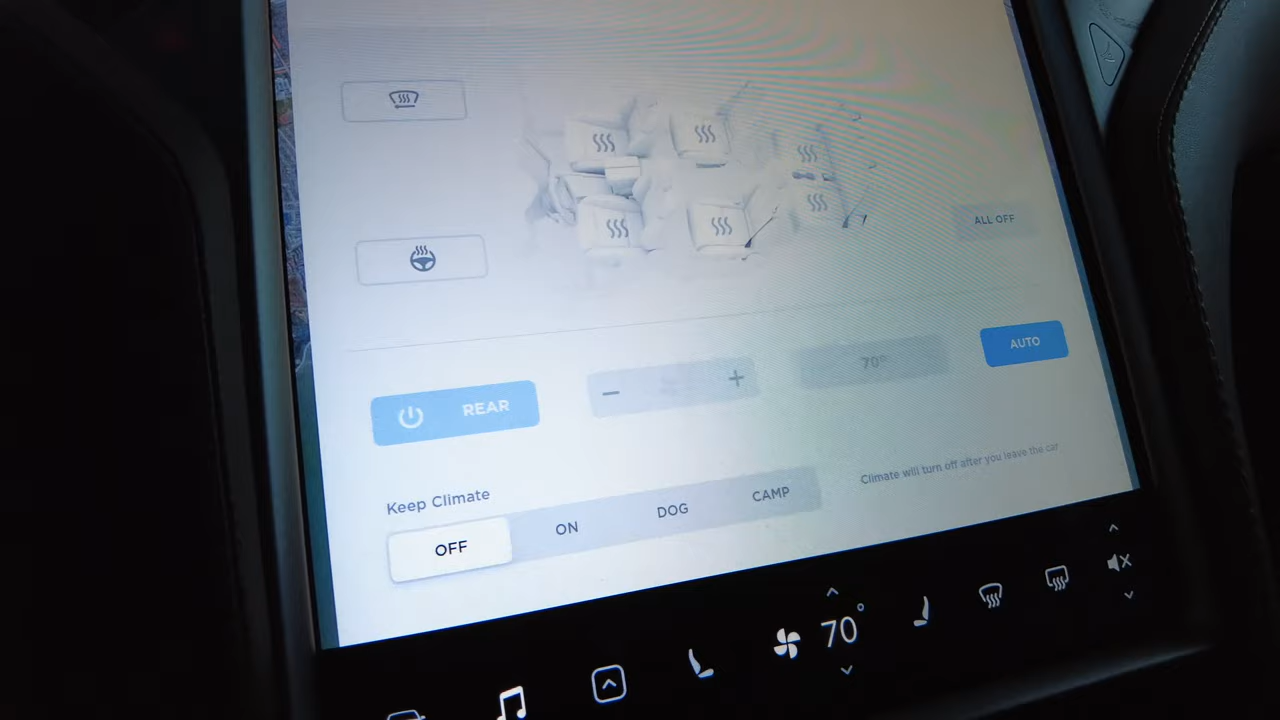 ALL OFF
AUTO
70°
REAR
Climate will turn off after you leave the car
Keep Climate
OFF ON DOG CAMP
70°